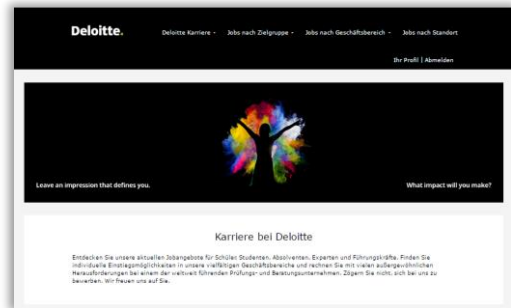 Deloitte.
Deloitte Karriere
Jobs nach Zielgruppe
Jobs nach Geschäftsbereich
Jobs nach Standort
Ihr Profil | Abmelden
Leave an impression that defines you.
What impact will you make?
Karriere bei Deloitte
Entdecken Sie unsere aktuellen Jobangebote für Schüler, Studenten, Absolventen, Experten und Führungskräfte. Finden Sie
individuelle Einstiegsmöglichkeiten in unsere vielfältigen Geschäftsbereiche und rechnen Sie mit vielen außergewöhnlichen
Herausforderungen bei einem der weltweit führenden Prüfungs- und Beratungsunternehmen. Zögern Sie nicht, sich bei uns zu
bewerben. Wir freuen uns auf Sie.